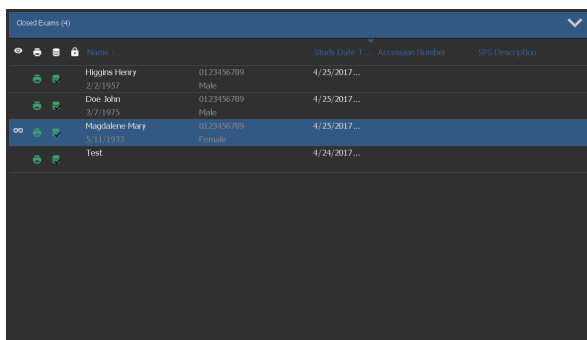 Closed Exams (4)
Name : Study Date T... Accession Number SPS Description
Higgins Henry 0123456789 4/25/2017...
2/2/1957 Male
Doe John 0123456789 4/25/2017...
3/7/1975 Male
Magdalene Mary 0123456789 4/25/2017...
5/11/1933 Female
Test 4/24/2017...